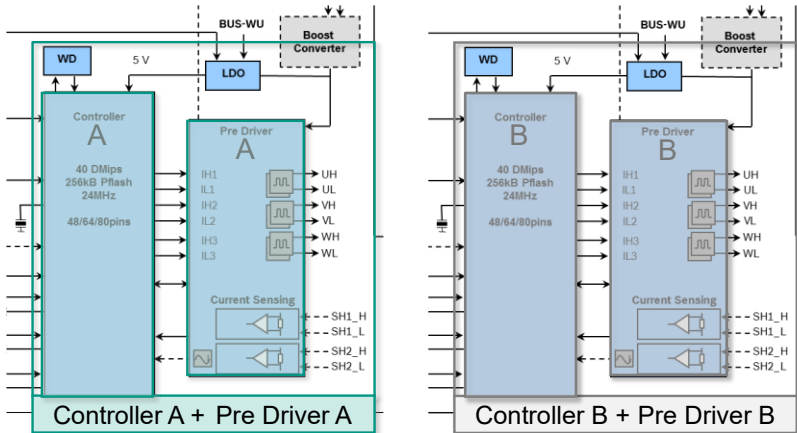 BUS-WU
Boost
Converter
WD
5 V
LDO
Controller
A
Pre Driver
A
40 DMips
256kB Pflash
24MHz
48/64/80pins
IH1
UH
IL1
UL
IH2
VH
IL2
VL
IH3
WH
IL3
WL
Current Sensing
SH1_H
SH1_L
SH2_H
SH2_L
Controller A + Pre Driver A
BUS-WU
Boost
Converter
WD
5 V
LDO
Controller
B
Pre Driver
B
40 DMips
256kB Pflash
24MHz
48/64/80pins
IH1
UH
IL1
UL
IH2
VH
IL2
VL
IH3
WH
IL3
WL
Current Sensing
SH1_H
SH1_L
SH2_H
SH2_L
Controller B + Pre Driver B